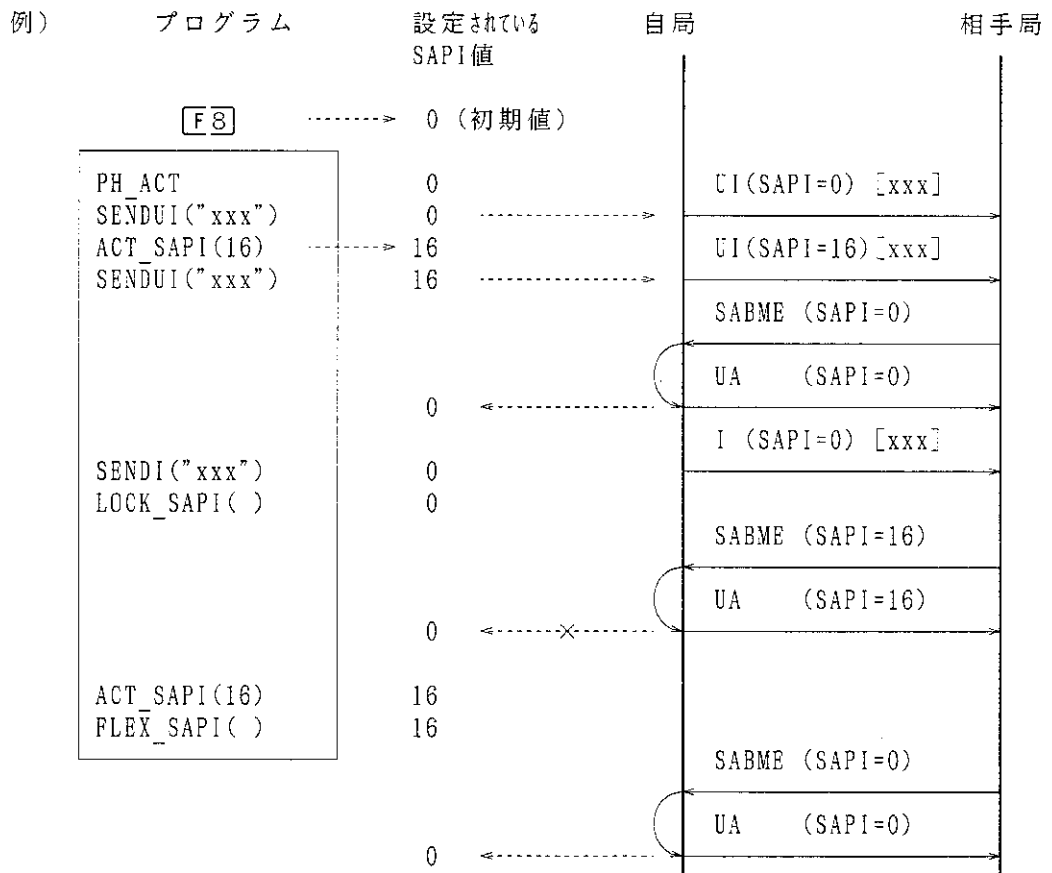 例) プログラム 設定されている 自局 相手局
SAPI値
F8 0 (初期値)
PH_ACT 0 UI(SAPI=0) [xxx]
SENDUI("xxx") 0
ACT_SAPI(16) 16 UI(SAPI=16)[xxx]
SENDUI("xxx") 16
SABME (SAPI=0)
UA (SAPI=0)
0
I (SAPI=0) [xxx]
SENDI("xxx") 0
LOCK_SAPI( ) 0
SABME (SAPI=16)
UA (SAPI=16)
0 ×
ACT_SAPI(16) 16
FLEX_SAPI( ) 16
SABME (SAPI=0)
UA (SAPI=0)
0